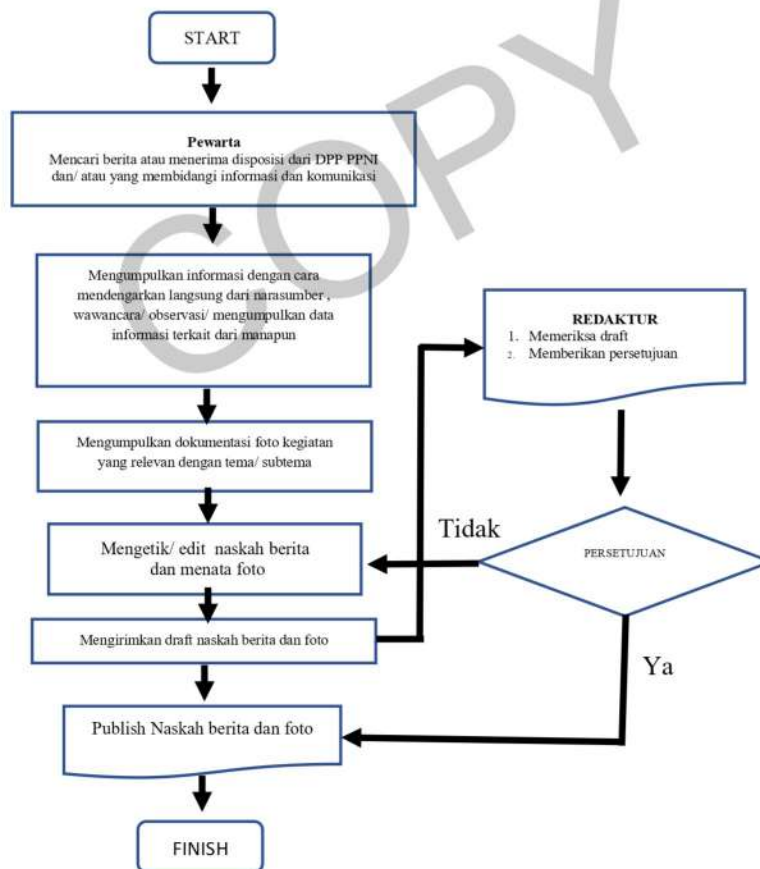 START
Pewarta
Mencari berita atau menerima disposisi dari DPP PPNI
dan/ atau yang membidangi informasi dan komunikasi
Mengumpulkan informasi dengan cara
mendengarkan langsung dari narasumber ,
wawancara/ observasi/ mengumpulkan data
informasi terkait dari manapun
Mengumpulkan dokumentasi foto kegiatan
yang relevan dengan tema/ subtema
Mengetik/ edit naskah berita
dan menata foto
Mengirimkan draft naskah berita dan foto
REDAKTUR
1. Memeriksa draft
2. Memberikan persetujuan
PERSETUJUAN
Tidak
Ya
Publish Naskah berita dan foto
FINISH
COPY